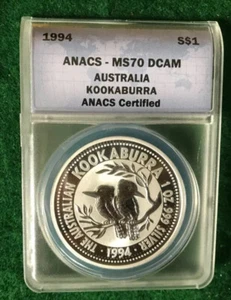 1994 S$1
ANACS - MS70 DCAM
AUSTRALIA
KOOKABURRA
ANACS Certified
THE AUSTRALIAN KOOKABURRA 1 OZ. 999 SILVER
1994